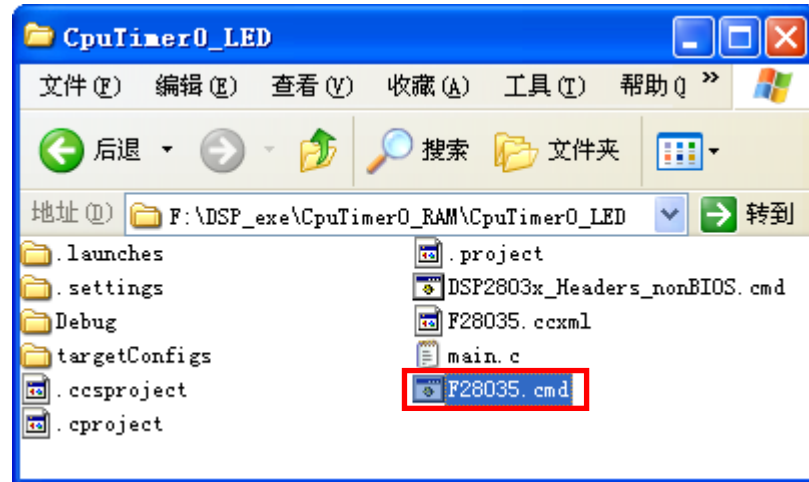 CpuTimer0_LED
文件(F) 编辑(E) 查看(V) 收藏(A) 工具(T) 帮助( »
后退 搜索 文件夹
地址(D) F:\DSP_exe\CpuTimer0_RAM\CpuTimer0_LED 转到
.launches
.settings
Debug
targetConfigs
.ccsproject
.cproject
.project
DSP2803x_Headers_nonBIOS.cmd
F28035.ccxml
main.c
F28035.cmd